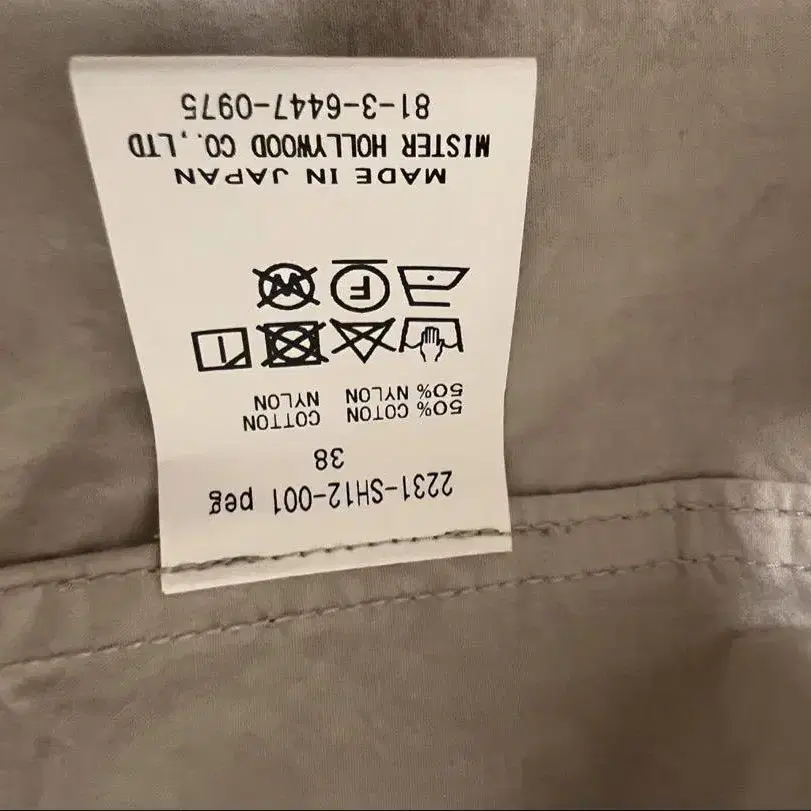 2231-SH12-001 peg
38
50% COTON COTTON
50% NYLON NYLON
F W
MADE IN JAPAN
MISTER HOLLYWOOD CO.,LTD
81-3-6447-0975